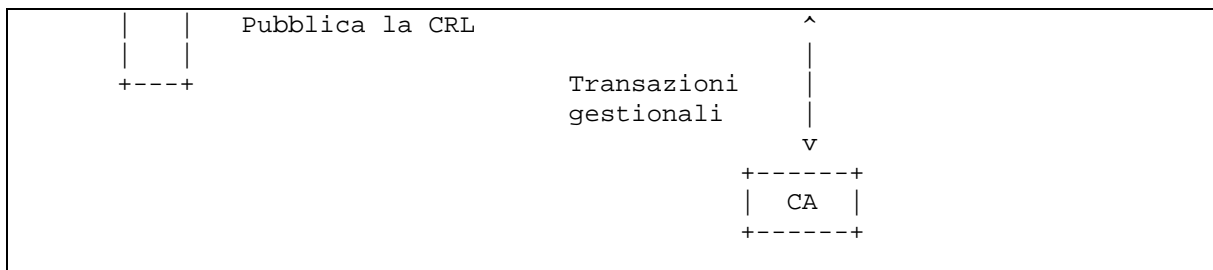 |   |   Pubblica la CRL                    ^
|   |                                      |
+---+                       Transazioni    |
                            gestionali     |
                                           v
                                       +------+
                                       |  CA  |
                                       +------+